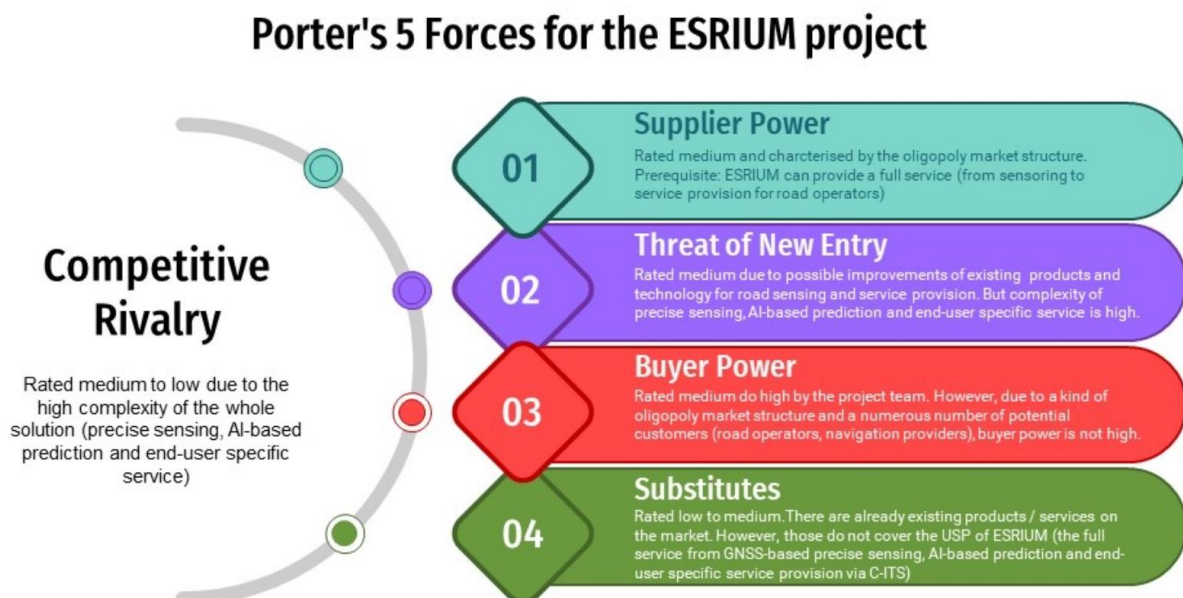 Porter's 5 Forces for the ESRIUM project
Competitive
Rivalry
Rated medium to low due to the
high complexity of the whole
solution (precise sensing, AI-based
prediction and end-user specific
service)
01
Supplier Power
Rated medium and charcterised by the oligopoly market structure.
Prerequisite: ESRIUM can provide a full service (from sensoring to
service provision for road operators)
02
Threat of New Entry
Rated medium due to possible improvements of existing products and
technology for road sensing and service provision. But complexity of
precise sensing, AI-based prediction and end-user specific service is high.
03
Buyer Power
Rated medium do high by the project team. However, due to a kind of
oligopoly market structure and a numerous number of potential
customers (road operators, navigation providers), buyer power is not high.
04
Substitutes
Rated low to medium.There are already existing products / services on
the market. However, those do not cover the USP of ESRIUM (the full
service from GNSS-based precise sensing, AI-based prediction and end-
user specific service provision via C-ITS)